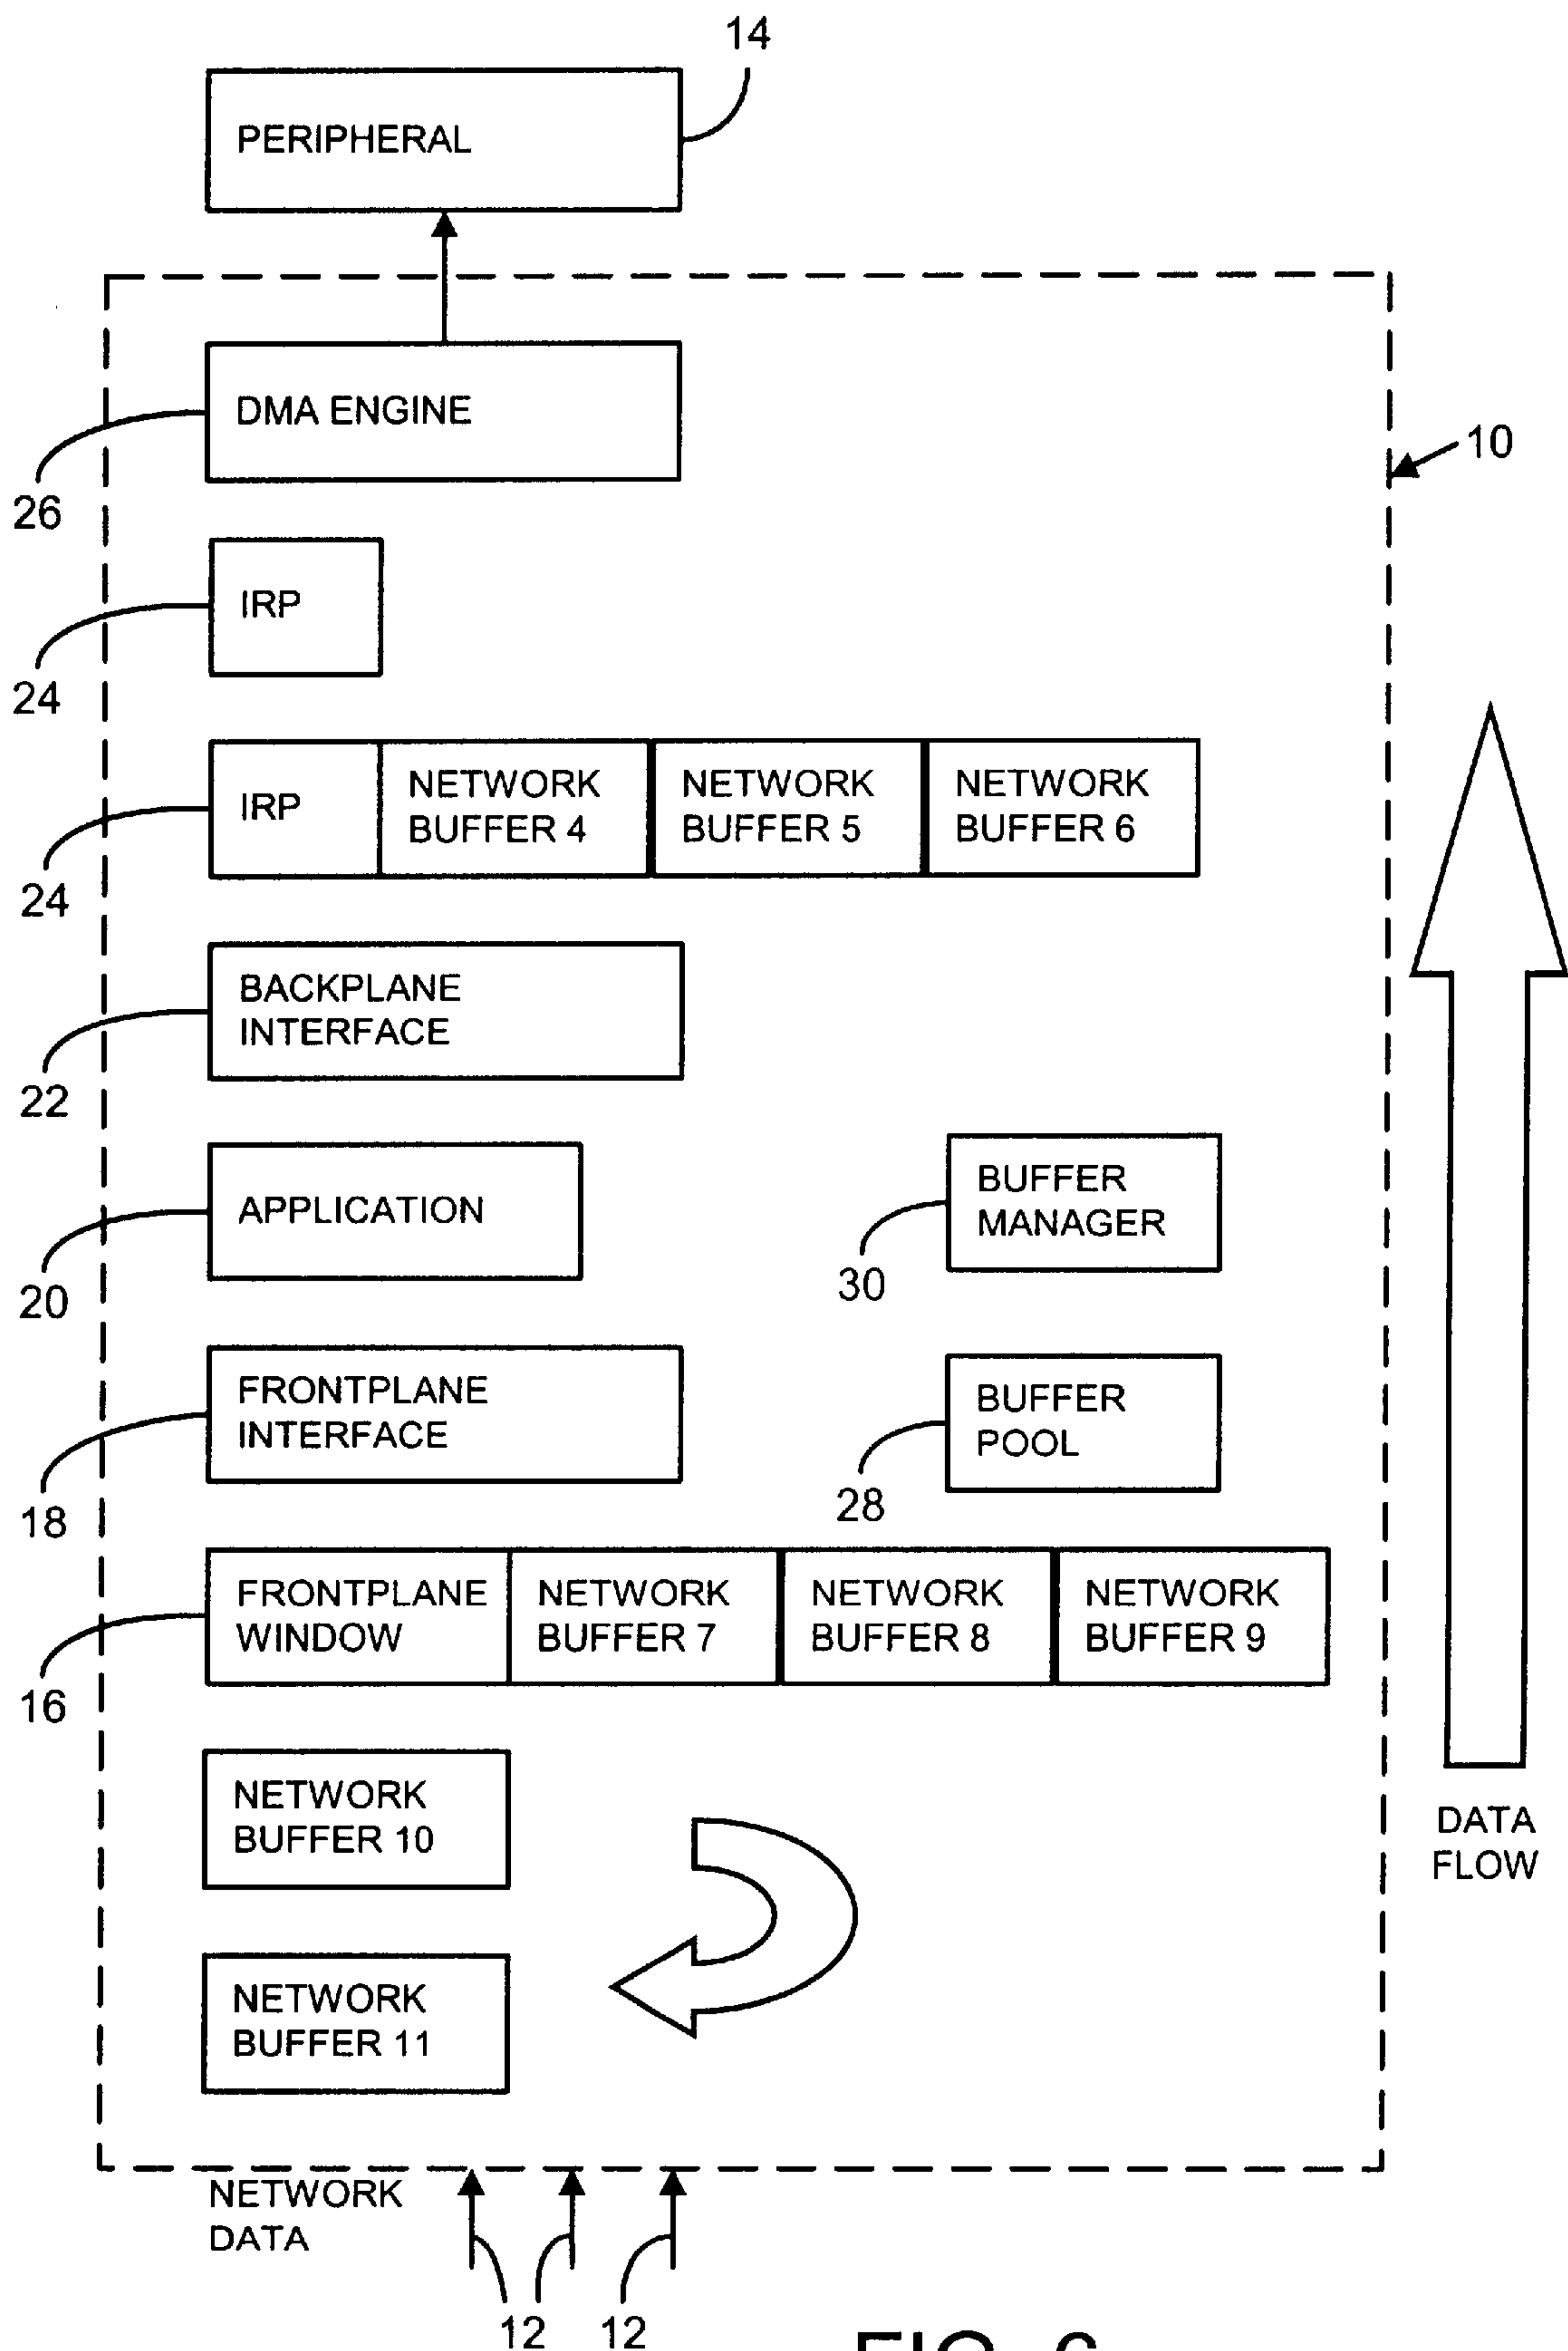 14
PERIPHERAL
DMA ENGINE
10
26
IRP
24
IRP
NETWORK
BUFFER 4
NETWORK
BUFFER 5
NETWORK
BUFFER 6
24
BACKPLANE
INTERFACE
22
APPLICATION
BUFFER
MANAGER
20
30
FRONTPLANE
INTERFACE
BUFFER
POOL
18
28
FRONTPLANE
WINDOW
NETWORK
BUFFER 7
NETWORK
BUFFER 8
NETWORK
BUFFER 9
16
NETWORK
BUFFER 10
DATA
FLOW
NETWORK
BUFFER 11
NETWORK
DATA
12
12